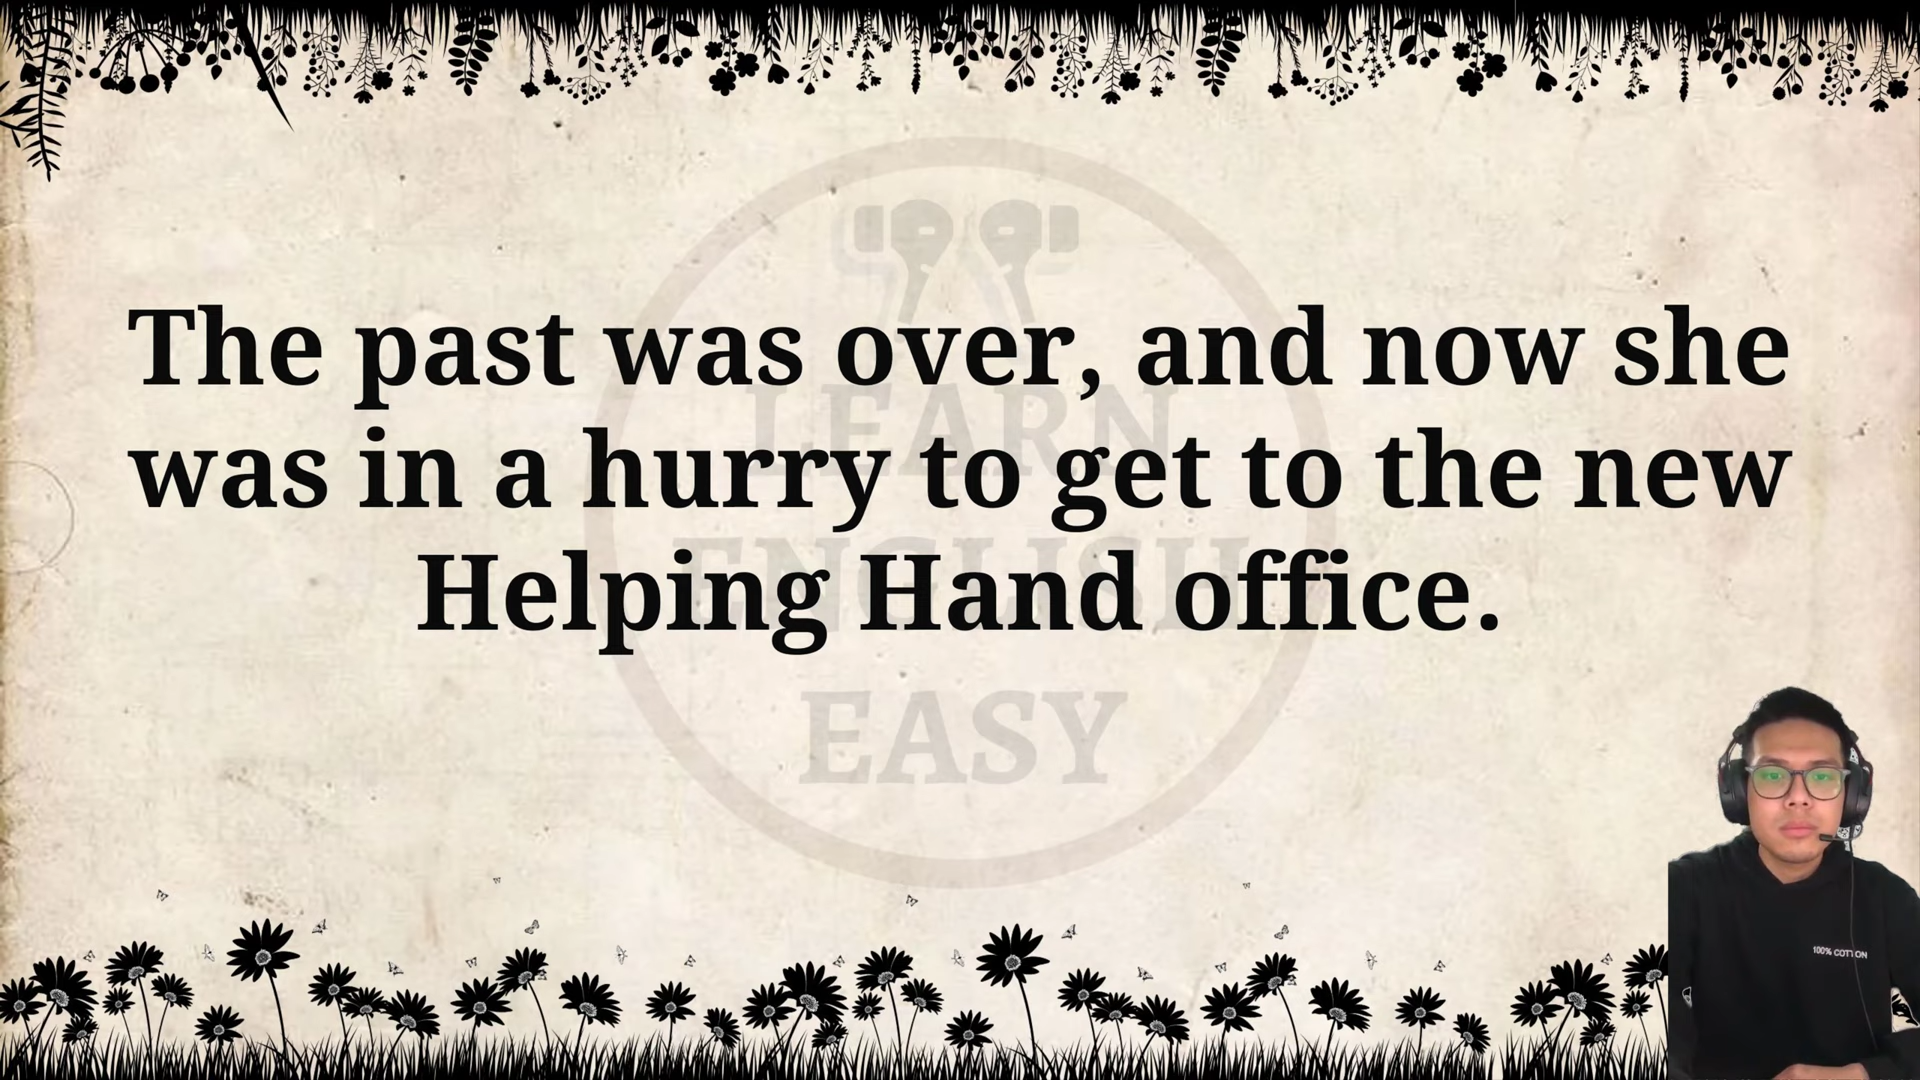 The past was over, and now she
was in a hurry to get to the new
Helping Hand office.
LEARN
ENGLISH
EASY
100% COTTON